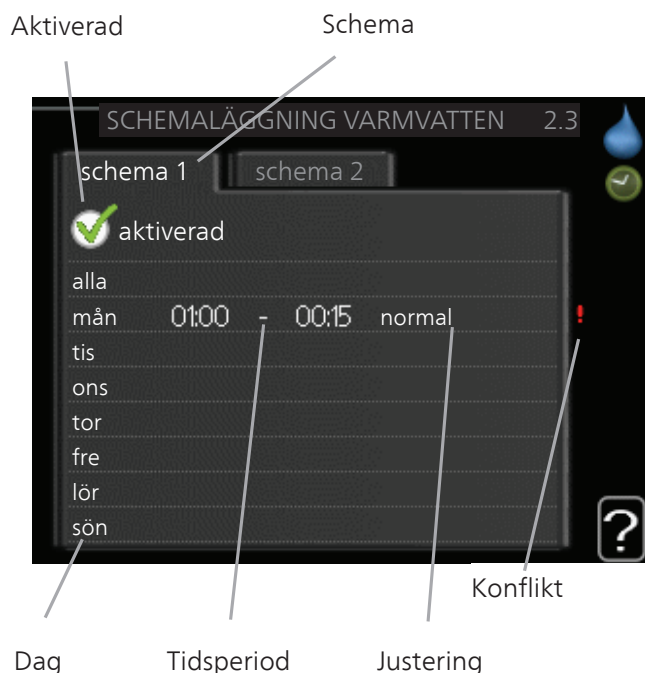 Aktiverad Schema
SCHEMALÄGGNING VARMVATTEN 2.3
schema 1 schema 2
aktiverad
alla
mån 01:00 - 00:15 normal !
tis
ons
tor
fre
lör
sön
?
Konflikt
Dag Tidsperiod Justering